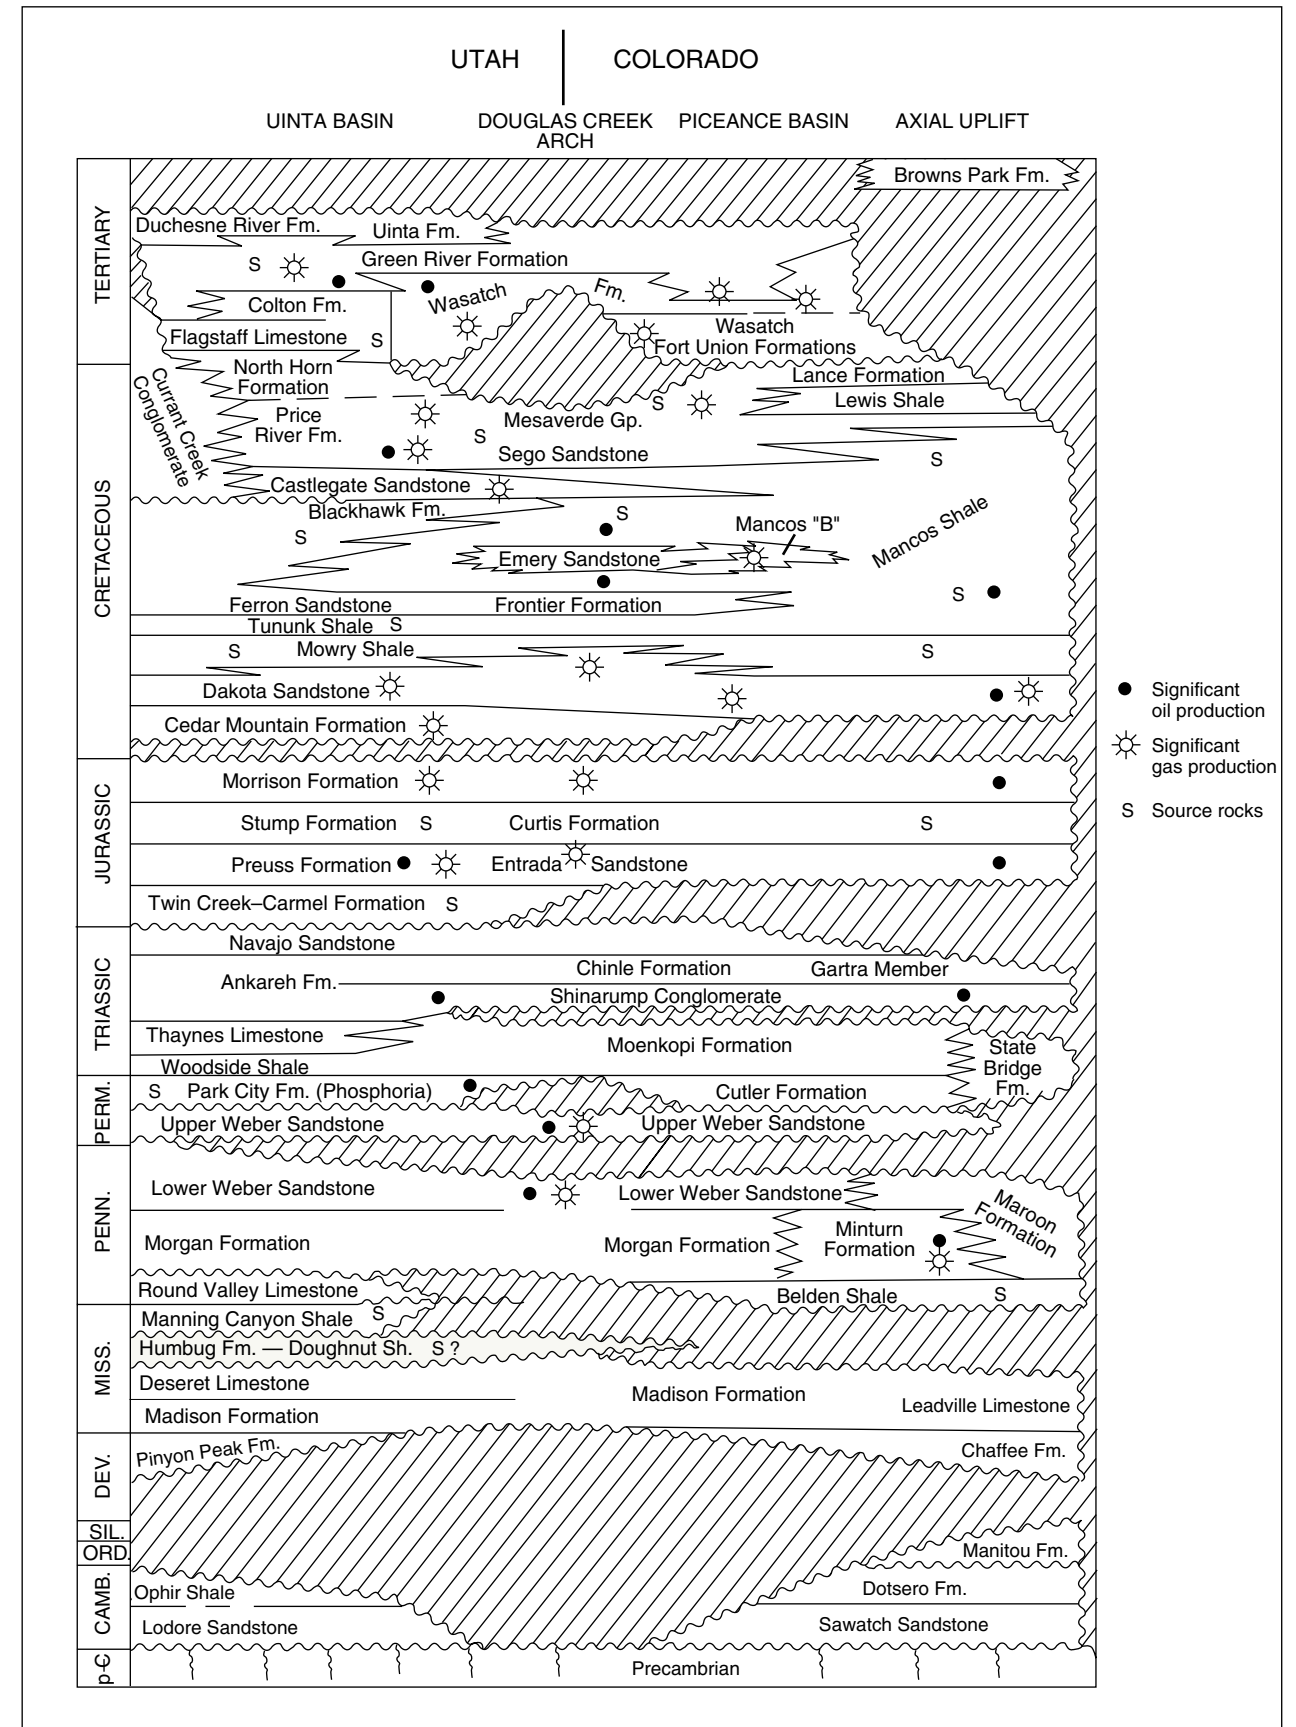 UTAH
COLORADO
UINTA BASIN
DOUGLAS CREEK
ARCH
PICEANCE BASIN
AXIAL UPLIFT
TERTIARY
Browns Park Fm.
Duchesne River Fm.
Uinta Fm.
S
Green River Formation
Colton Fm.
Wasatch
Fm.
Flagstaff Limestone
S
Wasatch
Fort Union Formations
CRETACEOUS
Currant Creek
Conglomerate
North Horn
Formation
Lance Formation
Lewis Shale
Price
River Fm.
S
Mesaverde Gp.
S
Sego Sandstone
S
Castlegate Sandstone
Blackhawk Fm.
S
S
Mancos "B"
Mancos Shale
Emery Sandstone
S
Ferron Sandstone
Frontier Formation
Tununk Shale S
S
Mowry Shale
S
Dakota Sandstone
Cedar Mountain Formation
Significant
oil production
Significant
gas production
S Source rocks
JURASSIC
Morrison Formation
Stump Formation S
Curtis Formation
S
Preuss Formation
Entrada Sandstone
Twin Creek–Carmel Formation S
TRIASSIC
Navajo Sandstone
Ankareh Fm.
Chinle Formation
Gartra Member
Shinarump Conglomerate
Thaynes Limestone
Moenkopi Formation
State
Bridge
Fm.
Woodside Shale
PERM.
S Park City Fm. (Phosphoria)
Cutler Formation
Upper Weber Sandstone
Upper Weber Sandstone
PENN.
Lower Weber Sandstone
Lower Weber Sandstone
Maroon
Formation
Morgan Formation
Morgan Formation
Minturn
Formation
Round Valley Limestone
Belden Shale
S
MISS.
Manning Canyon Shale S
Humbug Fm. — Doughnut Sh. S ?
Deseret Limestone
Madison Formation
Madison Formation
Leadville Limestone
DEV.
Pinyon Peak Fm.
Chaffee Fm.
SIL.
ORD.
Manitou Fm.
CAMB.
Ophir Shale
Dotsero Fm.
Lodore Sandstone
Sawatch Sandstone
p-Є
Precambrian